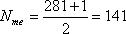 N_me = (281+1)/2 = 141